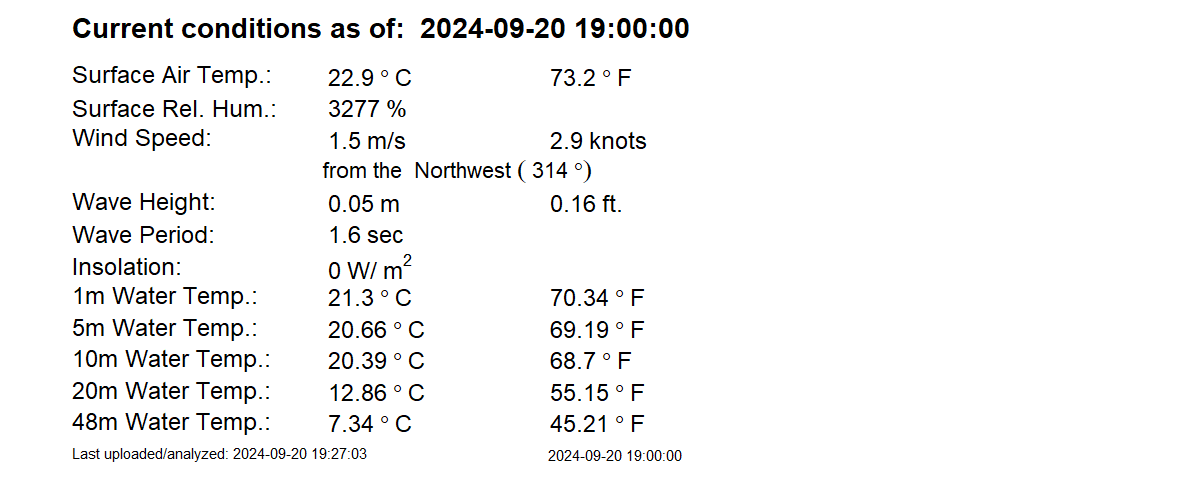 Current conditions as of:  2024-09-20 19:00:00
Surface Air Temp.: 22.9 ° C 73.2 ° F
Surface Rel. Hum.: 3277 %
Wind Speed: 1.5 m/s 2.9 knots
from the  Northwest ( 314 °)
Wave Height: 0.05 m 0.16 ft.
Wave Period: 1.6 sec
Insolation: 0 W/ m²
1m Water Temp.: 21.3 ° C 70.34 ° F
5m Water Temp.: 20.66 ° C 69.19 ° F
10m Water Temp.: 20.39 ° C 68.7 ° F
20m Water Temp.: 12.86 ° C 55.15 ° F
48m Water Temp.: 7.34 ° C 45.21 ° F
Last uploaded/analyzed: 2024-09-20 19:27:03 2024-09-20 19:00:00